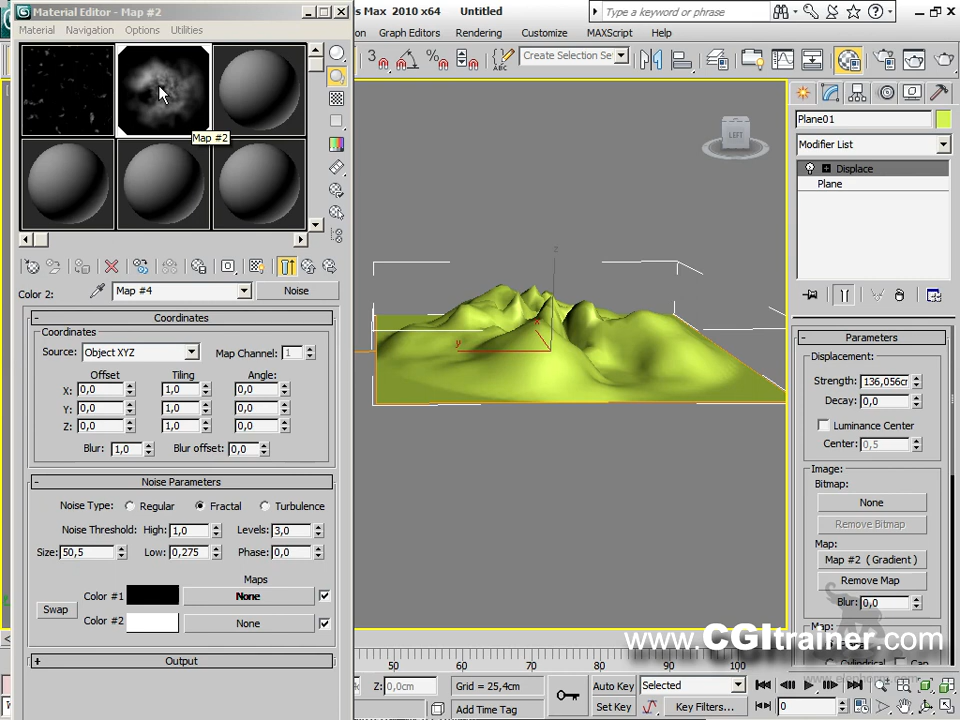 Material Editor - Map #2
s Max 2010 x64 Untitled
Type a keyword or phrase
Material Navigation Options Utilities
Graph Editors Rendering Customize MAXScript Help
3
Create Selection Se
ABC
LEFT
Plane01
Modifier List
Displace
Plane
Map #2
z
x
y
Color 2: Map #4 Noise
- Coordinates
Coordinates
Source: Object XYZ Map Channel: 1
Offset Tiling Angle:
X: 0,0 1,0 0,0
Y: 0,0 1,0 0,0
Z: 0,0 1,0 0,0
Blur: 1,0 Blur offset: 0,0
- Noise Parameters
Noise Type: Regular Fractal Turbulence
Noise Threshold: High: 1,0 Levels: 3,0
Size: 50,5 Low: 0,275 Phase: 0,0
Maps
Color #1 None
Swap
Color #2 None
+ Output
- Parameters
Displacement:
Strength: 136,056cr
Decay: 0,0
Luminance Center
Center: 0,5
Image:
Bitmap:
None
Remove Bitmap
Map:
Map #2 ( Gradient )
Remove Map
Blur: 0,0
Map:
Cylindrical Cap
www.CGItrainer.com
50 60 70 80 90 100
Z: 0,0cm Grid = 25,4cm Auto Key Selected
Add Time Tag Set Key Key Filters... 0